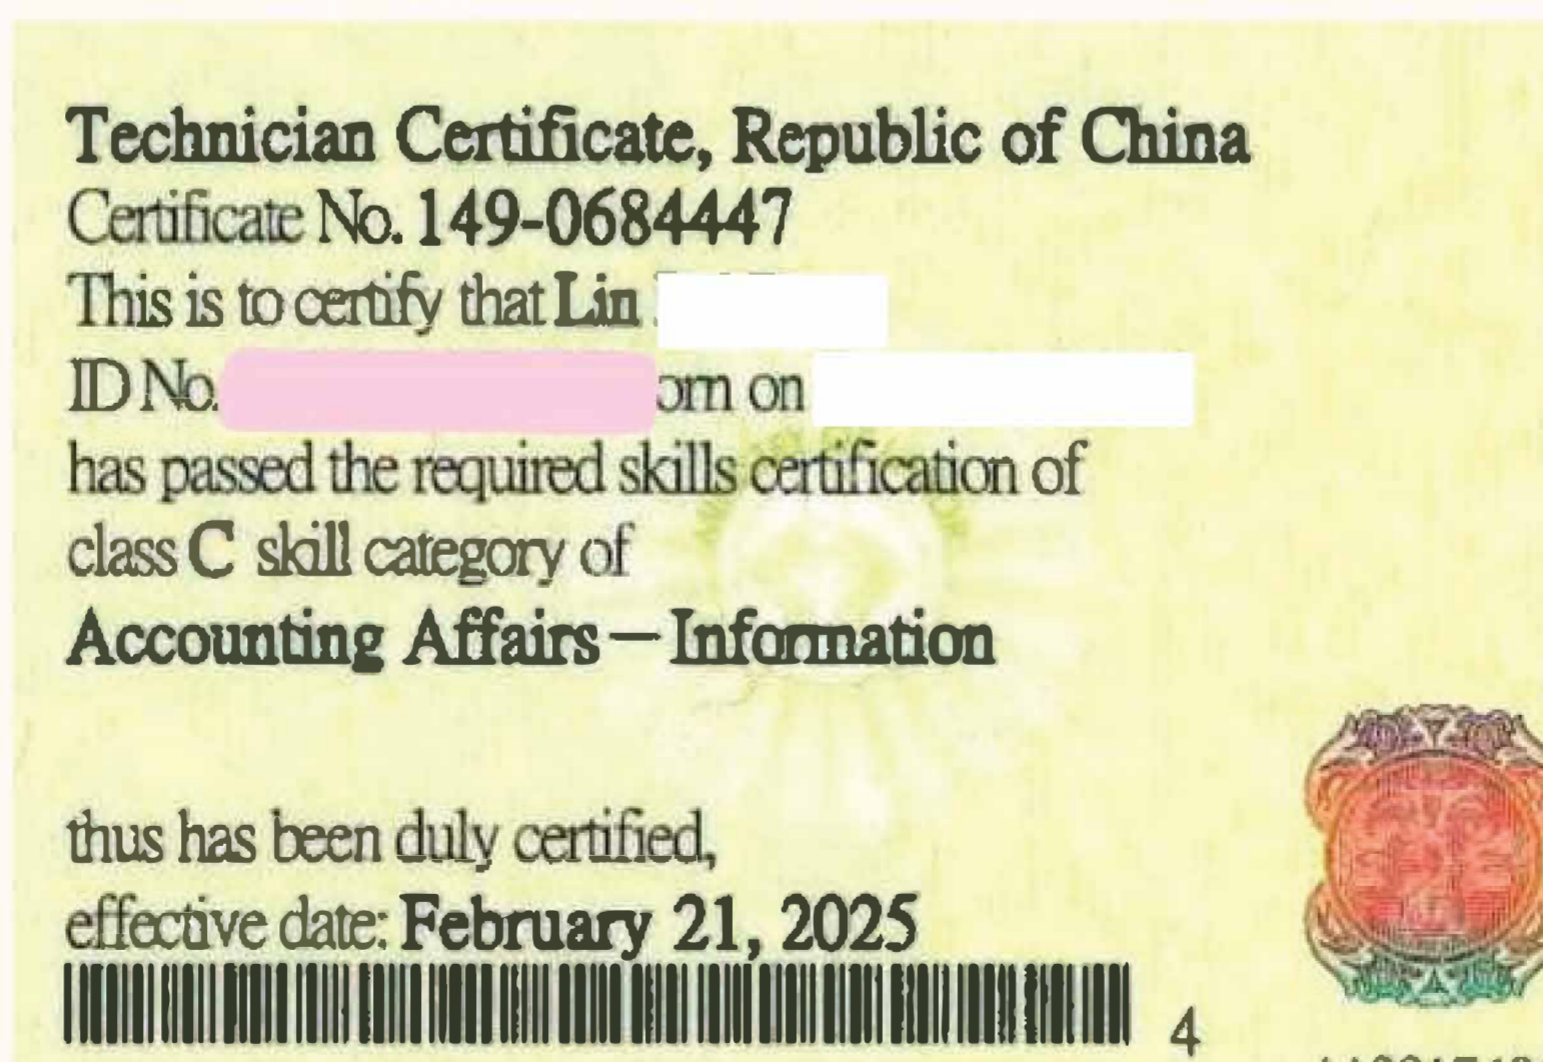 Technician Certificate, Republic of China
Certificate No. 149-0684447
This is to certify that Lin
ID No. orn on
has passed the required skills certification of
class C skill category of
Accounting Affairs－Information
thus has been duly certified,
effective date: February 21, 2025
4